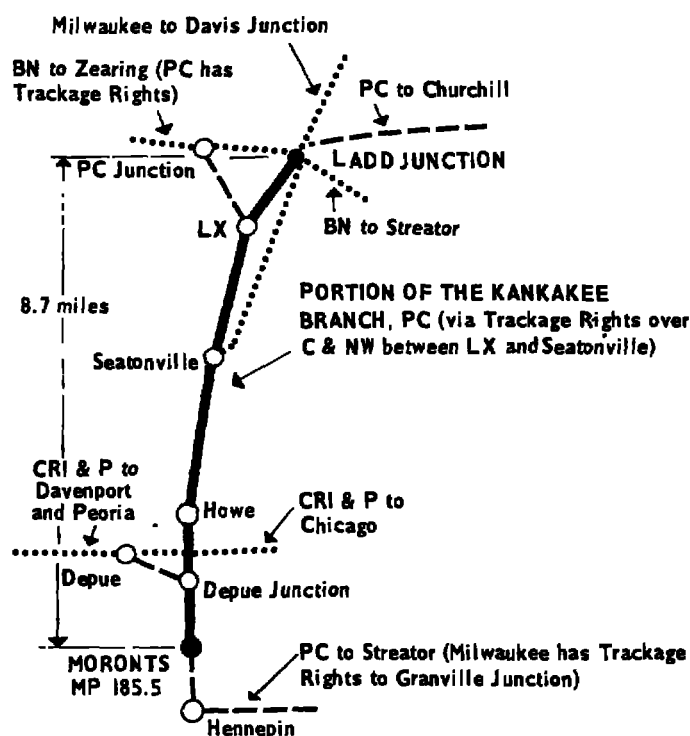 Milwaukee to Davis Junction
BN to Zearing (PC has
Trackage Rights)
PC to Churchill
PC Junction
LADD JUNCTION
LX
BN to Streator
8.7 miles
PORTION OF THE KANKAKEE
BRANCH, PC (via Trackage Rights over
C & NW between LX and Seatonville)
Seatonville
CRI & P to
Davenport
and Peoria
Howe
CRI & P to
Chicago
Depue
Depue Junction
MORONTS
MP 185.5
PC to Streator (Milwaukee has Trackage
Rights to Granville Junction)
Hennepin